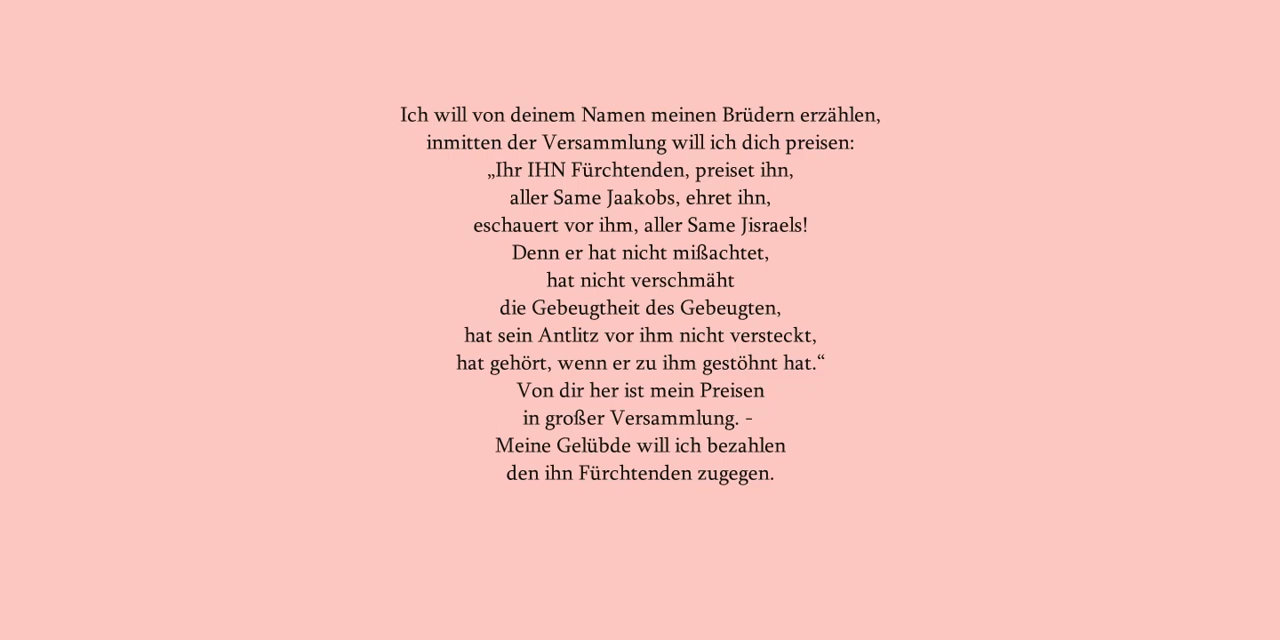 Ich will von deinem Namen meinen Brüdern erzählen,
inmitten der Versammlung will ich dich preisen:
„Ihr IHN Fürchtenden, preiset ihn,
aller Same Jaakobs, ehret ihn,
eschauert vor ihm, aller Same Jisraels!
Denn er hat nicht mißachtet,
hat nicht verschmäht
die Gebeugtheit des Gebeugten,
hat sein Antlitz vor ihm nicht versteckt,
hat gehört, wenn er zu ihm gestöhnt hat.“
Von dir her ist mein Preisen
in großer Versammlung. -
Meine Gelübde will ich bezahlen
den ihn Fürchtenden zugegen.